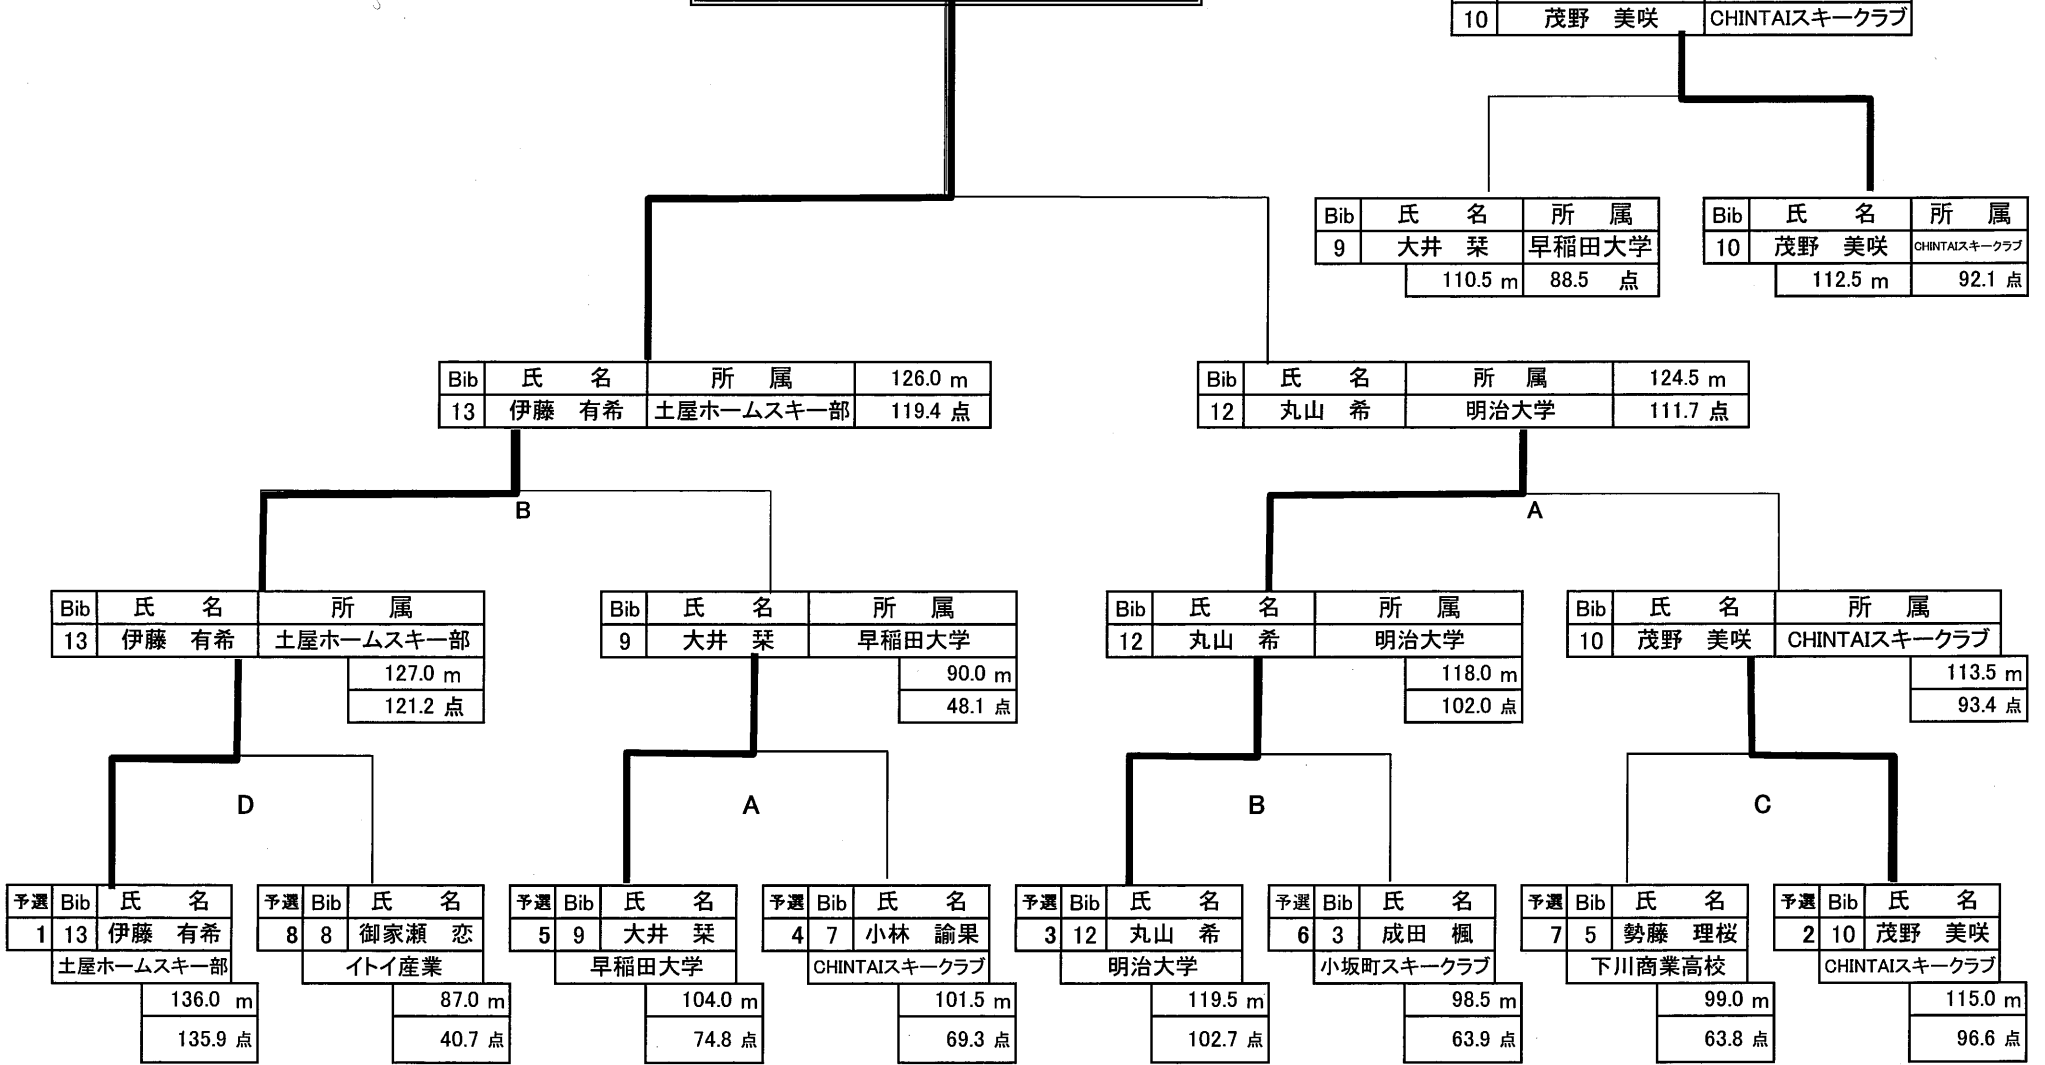 10 茂野 美咲 CHINTAIスキークラブ
Bib 氏 名 所 属 Bib 氏 名 所 属
9 大井 栞 早稲田大学 10 茂野 美咲 CHINTAIスキークラブ
110.5 m 88.5 点 112.5 m 92.1 点
Bib 氏 名 所 属 126.0 m Bib 氏 名 所 属 124.5 m
13 伊藤 有希 土屋ホームスキー部 119.4 点 12 丸山 希 明治大学 111.7 点
B A
Bib 氏 名 所 属 Bib 氏 名 所 属 Bib 氏 名 所 属 Bib 氏 名 所 属
13 伊藤 有希 土屋ホームスキー部 9 大井 栞 早稲田大学 12 丸山 希 明治大学 10 茂野 美咲 CHINTAIスキークラブ
127.0 m 90.0 m 118.0 m 113.5 m
121.2 点 48.1 点 102.0 点 93.4 点
D A B C
予選 Bib 氏 名 予選 Bib 氏 名 予選 Bib 氏 名 予選 Bib 氏 名 予選 Bib 氏 名 予選 Bib 氏 名 予選 Bib 氏 名 予選 Bib 氏 名
1 13 伊藤 有希 8 8 御家瀬 恋 5 9 大井 栞 4 7 小林 諭果 3 12 丸山 希 6 3 成田 楓 7 5 勢藤 理桜 2 10 茂野 美咲
土屋ホームスキー部 イトイ産業 早稲田大学 CHINTAIスキークラブ 明治大学 小坂町スキークラブ 下川商業高校 CHINTAIスキークラブ
136.0 m 87.0 m 104.0 m 101.5 m 119.5 m 98.5 m 99.0 m 115.0 m
135.9 点 40.7 点 74.8 点 69.3 点 102.7 点 63.9 点 63.8 点 96.6 点